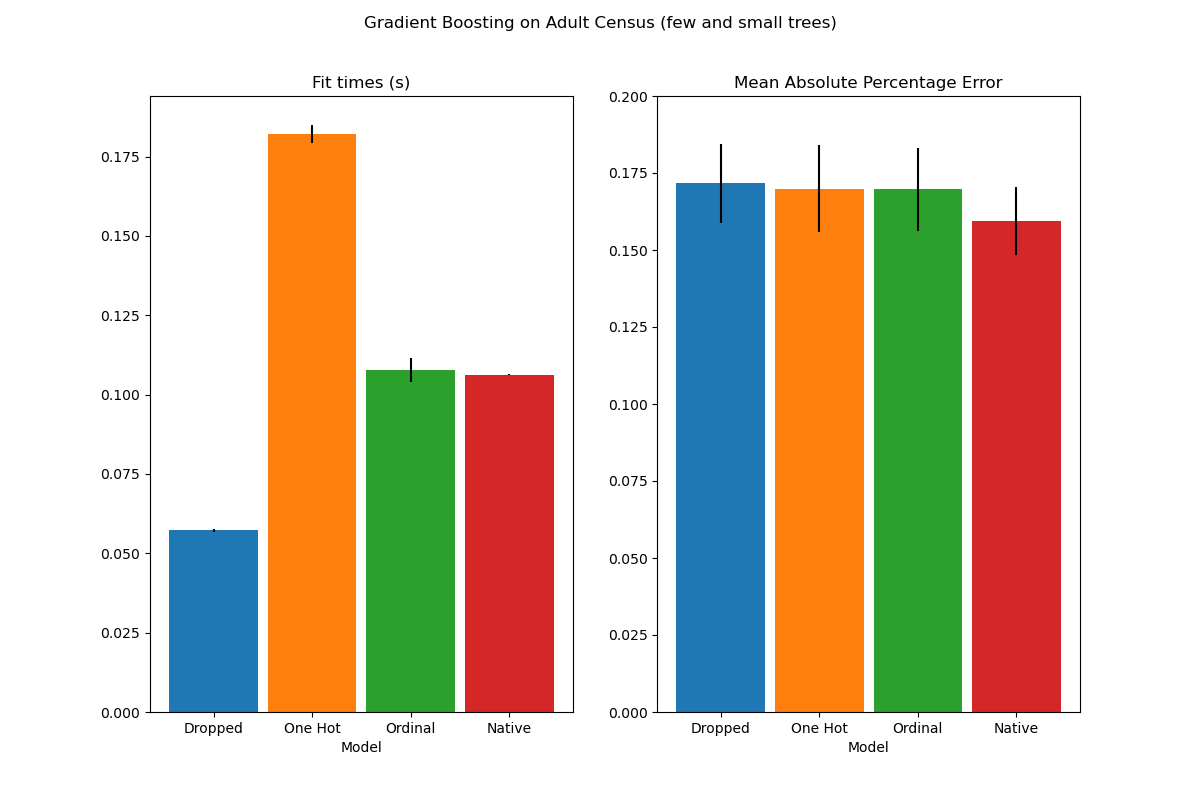 Gradient Boosting on Adult Census (few and small trees)
Fit times (s)
0.175
0.150
0.125
0.100
0.075
0.050
0.025
0.000
Dropped One Hot Ordinal Native
Model
Mean Absolute Percentage Error
0.200
0.175
0.150
0.125
0.100
0.075
0.050
0.025
0.000
Dropped One Hot Ordinal Native
Model